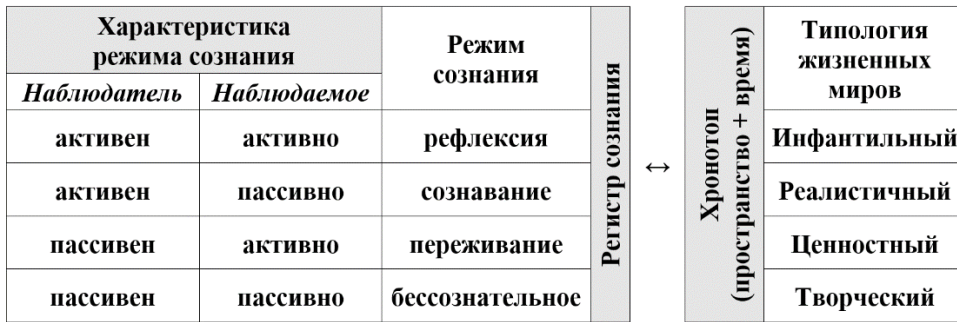 Характеристика
режима сознания
Режим
сознания
Наблюдатель Наблюдаемое
активен активно рефлексия
активен пассивно сознавание
пассивен активно переживание
пассивен пассивно бессознательное
Регистр сознания
↔
Хронотоп
(пространство + время)
Типология
жизненных
миров
Инфантильный
Реалистичный
Ценностный
Творческий